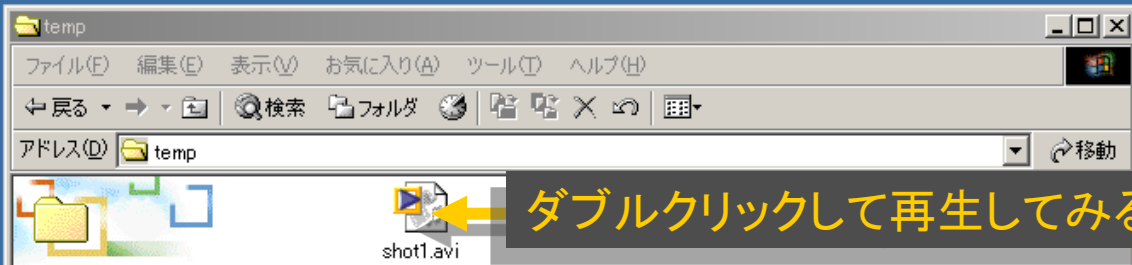 temp
ファイル(F) 編集(E) 表示(V) お気に入り(A) ツール(T) ヘルプ(H)
戻る 検索 フォルダ
アドレス(D) temp 移動
ダブルクリックして再生してみる
shot1.avi